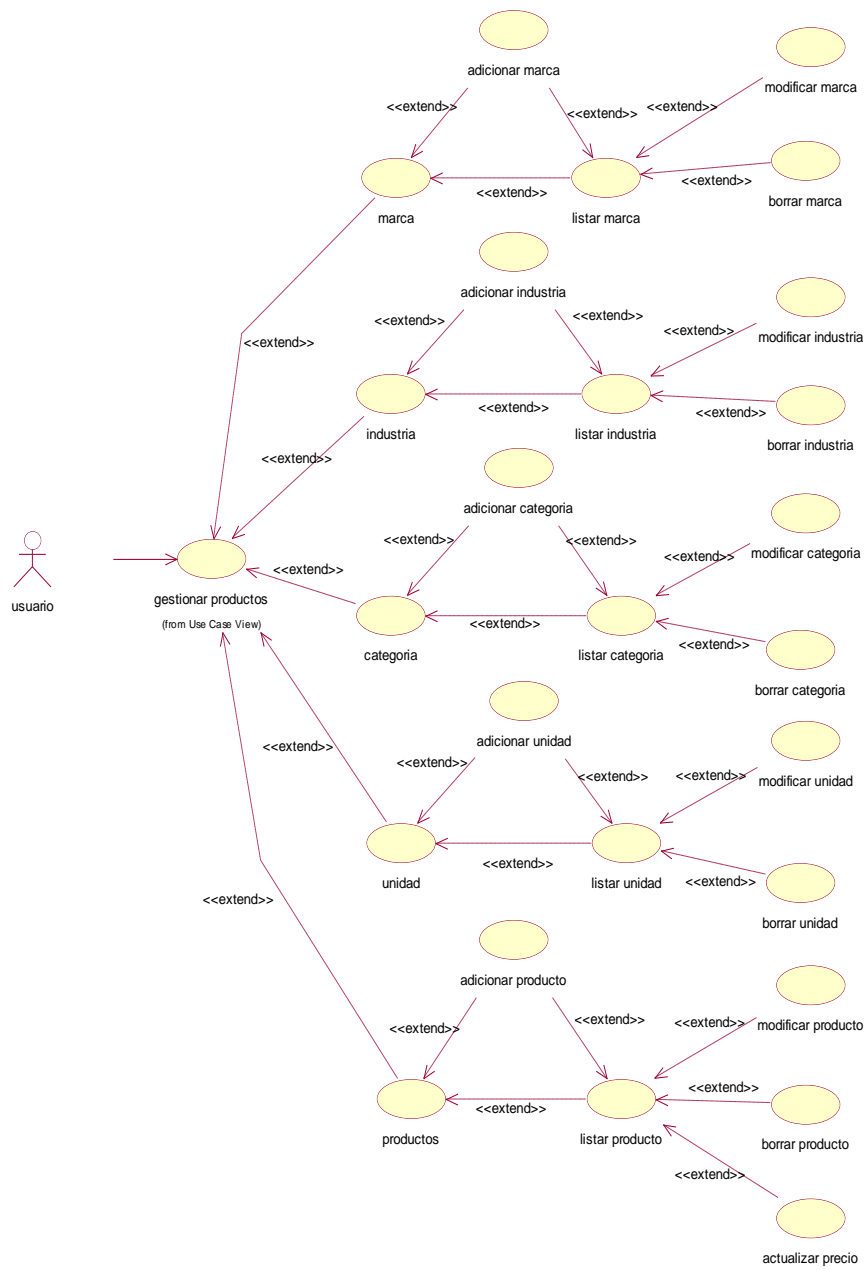 adicionar marca
modificar marca
<<extend>>
<<extend>>
<<extend>>
<<extend>>
<<extend>>
borrar marca
marca
listar marca
adicionar industria
<<extend>>
<<extend>>
<<extend>>
modificar industria
<<extend>>
<<extend>>
<<extend>>
industria
listar industria
borrar industria
<<extend>>
adicionar categoria
<<extend>>
<<extend>>
<<extend>>
modificar categoria
usuario
gestionar productos
(from Use Case View)
<<extend>>
<<extend>>
<<extend>>
categoria
listar categoria
borrar categoria
adicionar unidad
<<extend>>
<<extend>>
<<extend>>
<<extend>>
modificar unidad
<<extend>>
<<extend>>
unidad
listar unidad
borrar unidad
<<extend>>
adicionar producto
<<extend>>
<<extend>>
<<extend>>
modificar producto
<<extend>>
<<extend>>
productos
listar producto
borrar producto
<<extend>>
actualizar precio